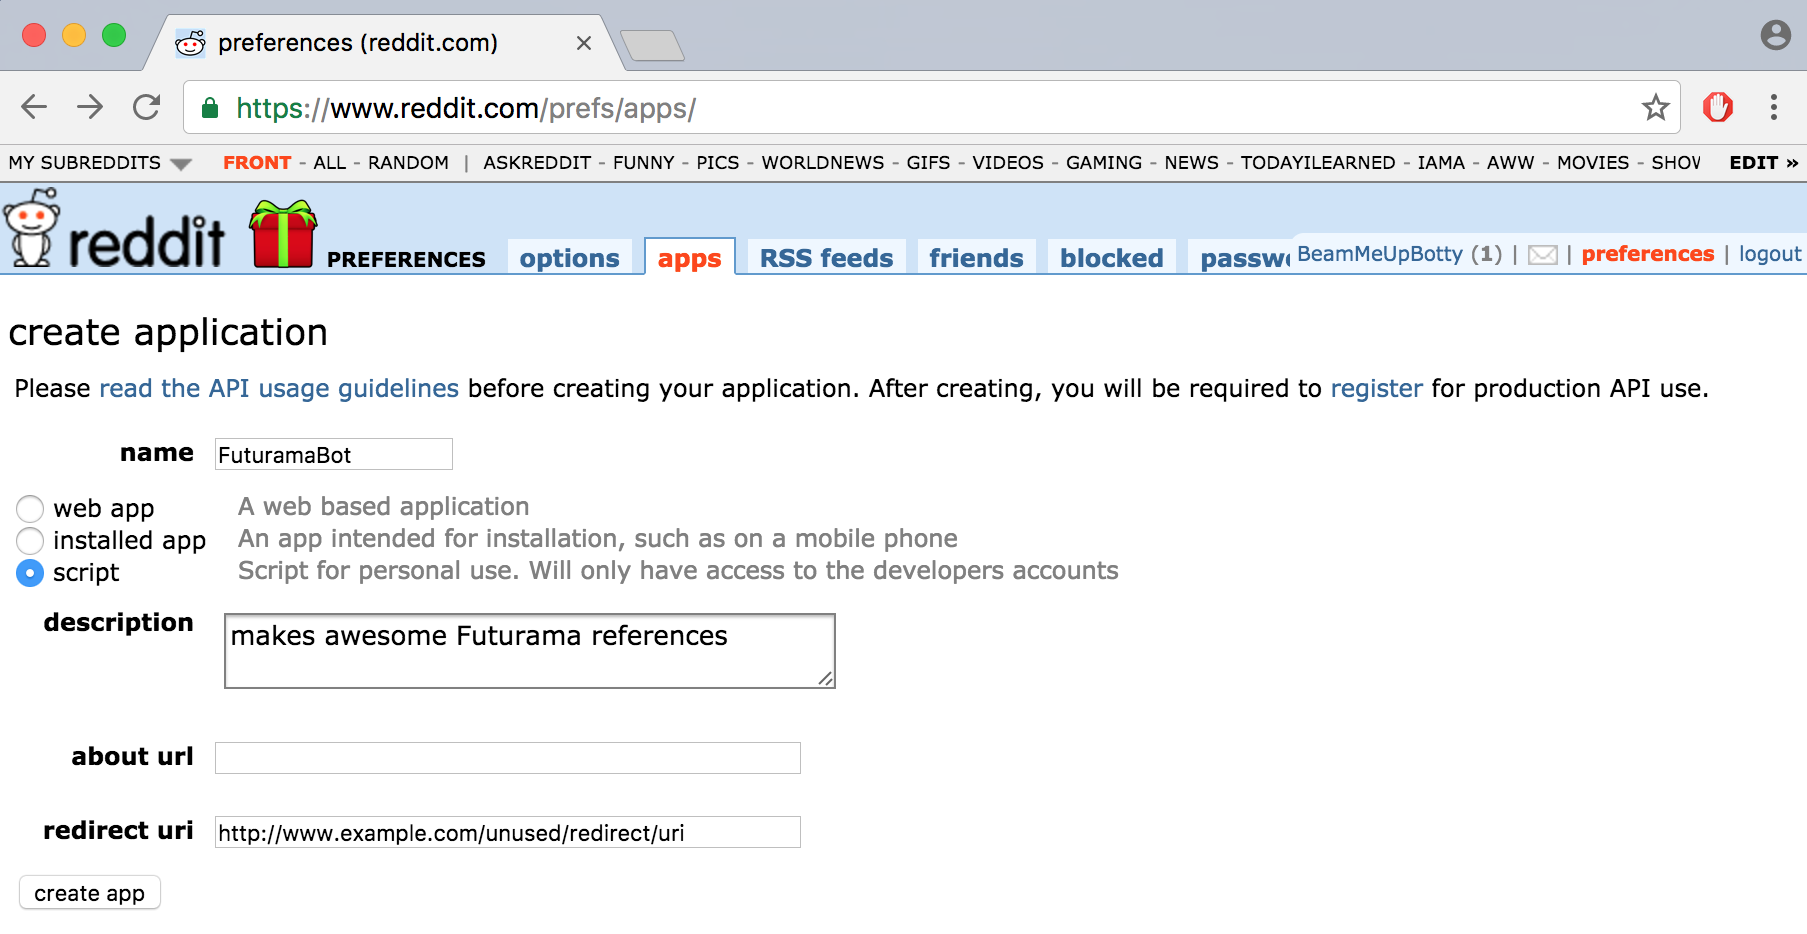 preferences (reddit.com)
https://www.reddit.com/prefs/apps/
MY SUBREDDITS FRONT - ALL - RANDOM | ASKREDDIT - FUNNY - PICS - WORLDNEWS - GIFS - VIDEOS - GAMING - NEWS - TODAYILEARNED - IAMA - AWW - MOVIES - SHOW EDIT »
reddit PREFERENCES options apps RSS feeds friends blocked passw BeamMeUpBotty (1) | | preferences | logout
create application
Please read the API usage guidelines before creating your application. After creating, you will be required to register for production API use.
name FuturamaBot
web app A web based application
installed app An app intended for installation, such as on a mobile phone
script Script for personal use. Will only have access to the developers accounts
description makes awesome Futurama references
about url
redirect uri http://www.example.com/unused/redirect/uri
create app